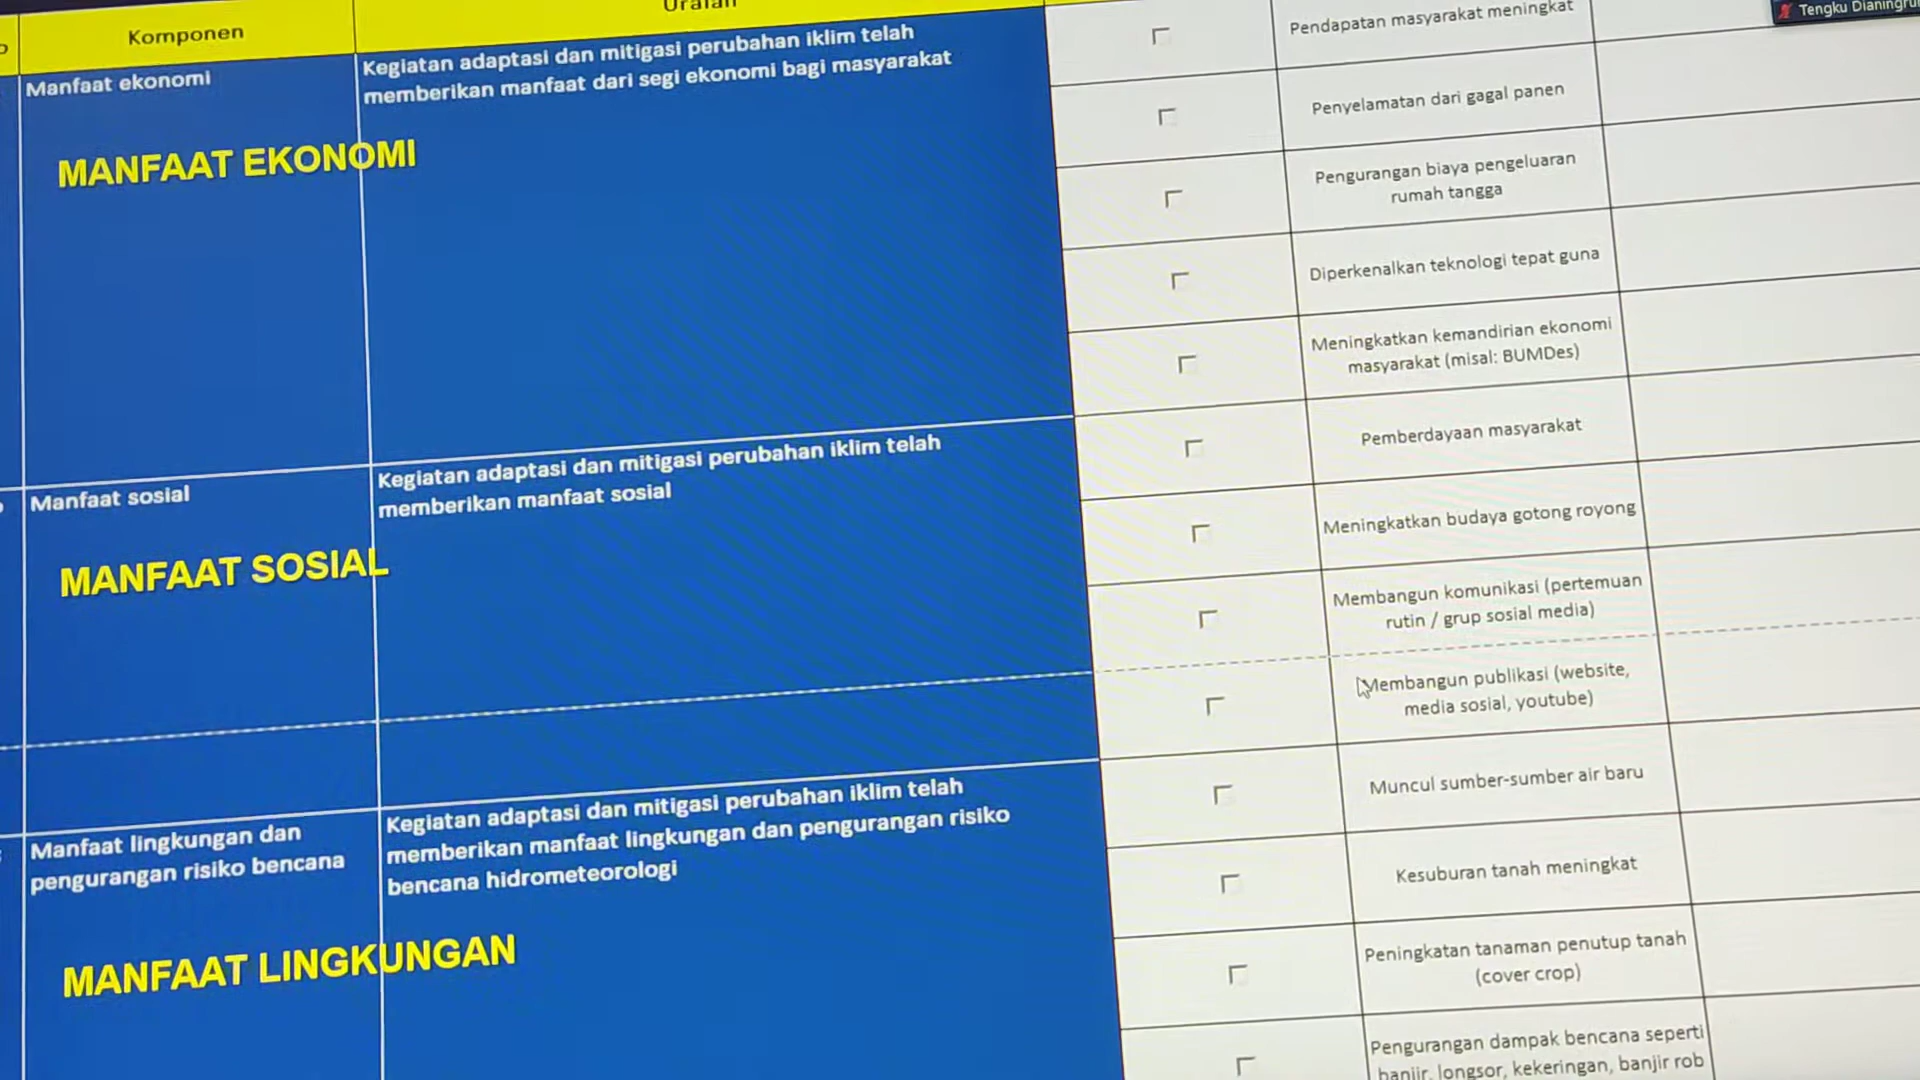 Komponen
Uraian
Manfaat ekonomi
Kegiatan adaptasi dan mitigasi perubahan iklim telah
memberikan manfaat dari segi ekonomi bagi masyarakat
MANFAAT EKONOMI
Pendapatan masyarakat meningkat
Penyelamatan dari gagal panen
Pengurangan biaya pengeluaran
rumah tangga
Diperkenalkan teknologi tepat guna
Meningkatkan kemandirian ekonomi
masyarakat (misal: BUMDes)
Manfaat sosial
Kegiatan adaptasi dan mitigasi perubahan iklim telah
memberikan manfaat sosial
MANFAAT SOSIAL
Pemberdayaan masyarakat
Meningkatkan budaya gotong royong
Membangun komunikasi (pertemuan
rutin / grup sosial media)
Membangun publikasi (website,
media sosial, youtube)
Manfaat lingkungan dan
pengurangan risiko bencana
Kegiatan adaptasi dan mitigasi perubahan iklim telah
memberikan manfaat lingkungan dan pengurangan risiko
bencana hidrometeorologi
MANFAAT LINGKUNGAN
Muncul sumber-sumber air baru
Kesuburan tanah meningkat
Peningkatan tanaman penutup tanah
(cover crop)
Pengurangan dampak bencana seperti
banjir, longsor, kekeringan, banjir rob
Tengku